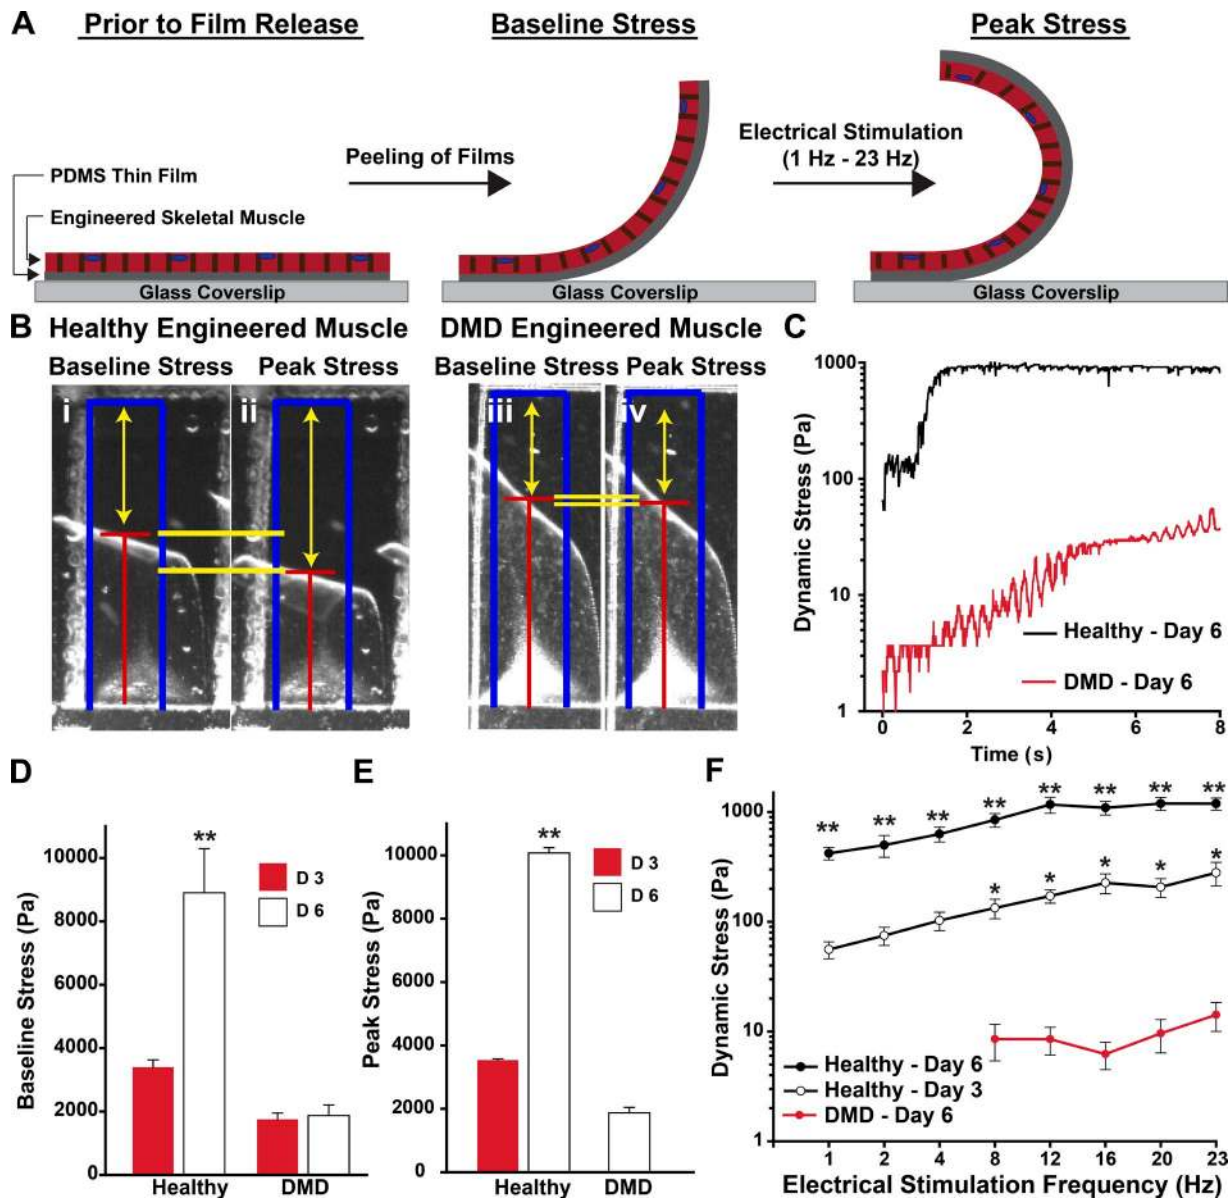 A
Prior to Film Release
Baseline Stress
Peak Stress
PDMS Thin Film
Engineered Skeletal Muscle
Peeling of Films
Electrical Stimulation
(1 Hz - 23 Hz)
Glass Coverslip
Glass Coverslip
Glass Coverslip
B Healthy Engineered Muscle
DMD Engineered Muscle
Baseline Stress
Peak Stress
Baseline Stress
Peak Stress
i
ii
iii
iv
C
Dynamic Stress (Pa)
1000
100
10
1
Healthy - Day 6
DMD - Day 6
0 2 4 6 8
Time (s)
D
Baseline Stress (Pa)
10000
8000
6000
4000
2000
0
**
D 3
D 6
Healthy DMD
E
Peak Stress (Pa)
10000
8000
6000
4000
2000
0
**
D 3
D 6
Healthy DMD
F
Dynamic Stress (Pa)
1000
100
10
1
** ** ** ** ** ** ** **
* * * * *
Healthy - Day 6
Healthy - Day 3
DMD - Day 6
1 2 4 8 12 16 20 23
Electrical Stimulation Frequency (Hz)